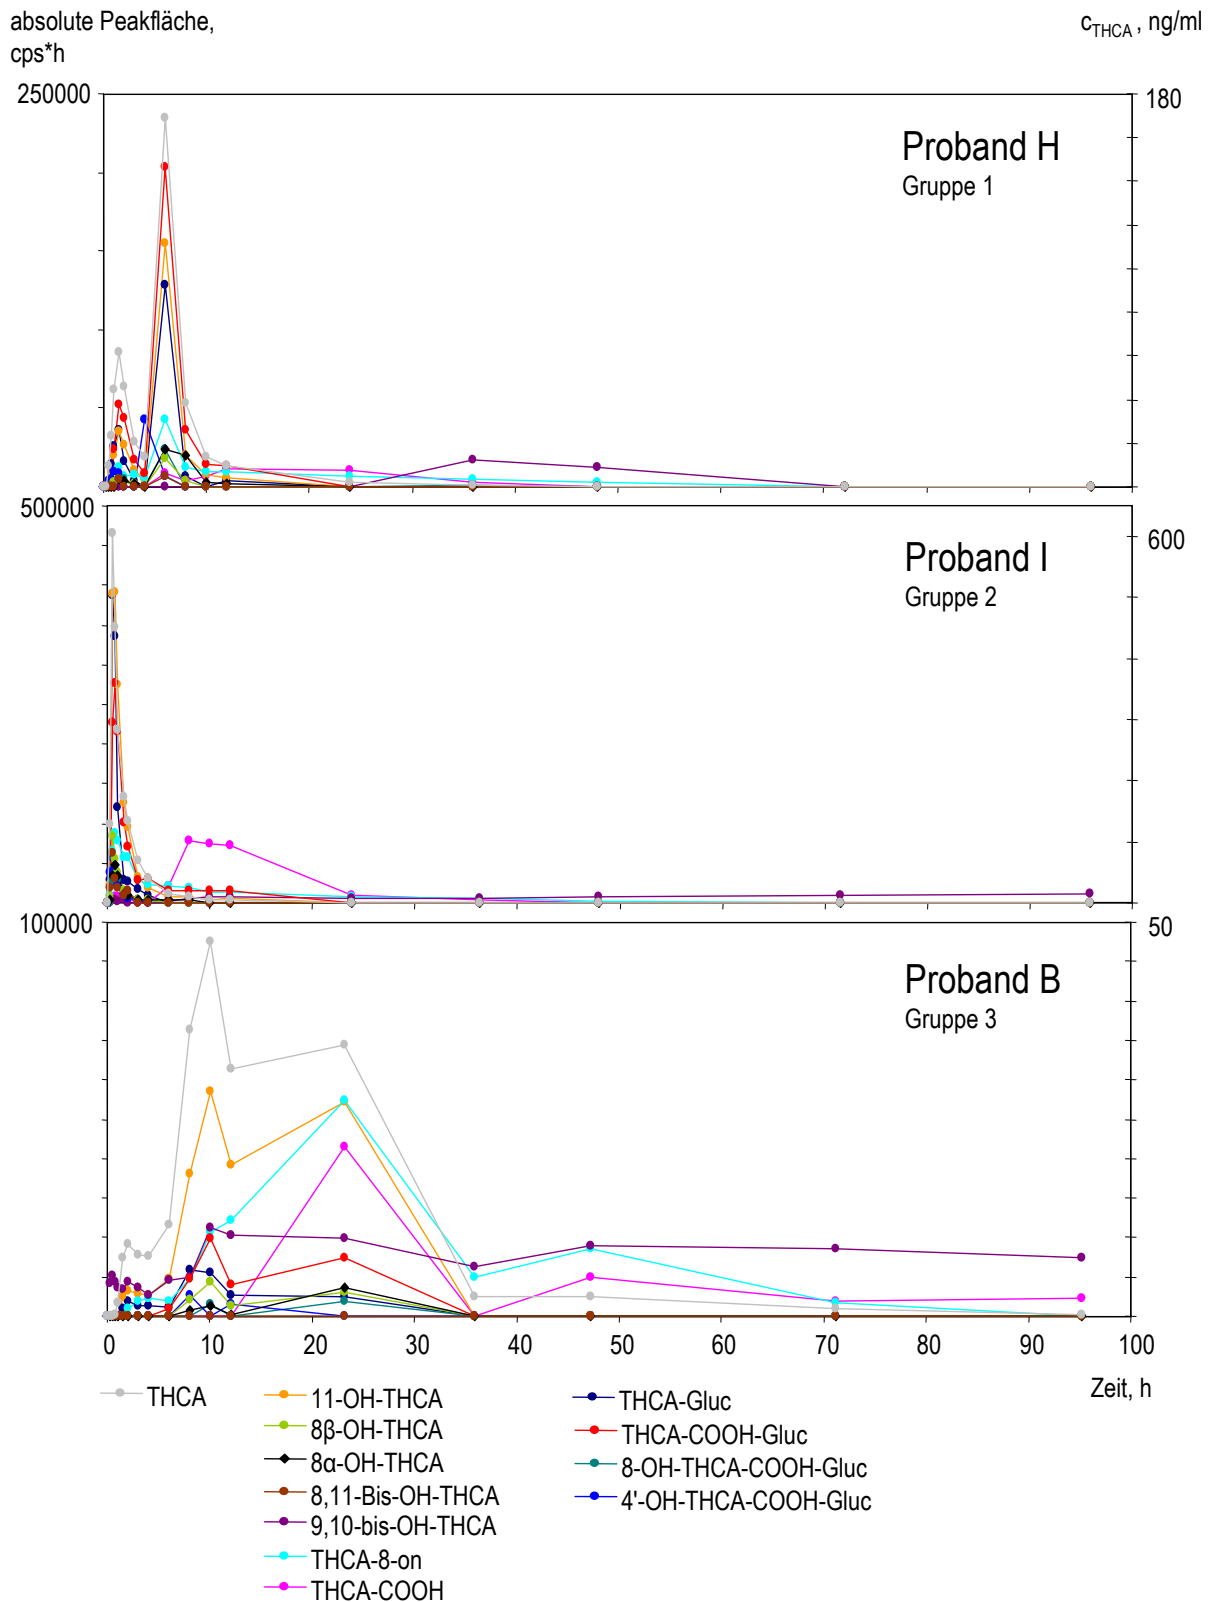 absolute Peakfläche,
cps*h
c_THCA , ng/ml
250000
180
Proband H
Gruppe 1
500000
600
Proband I
Gruppe 2
100000
50
Proband B
Gruppe 3
0 10 20 30 40 50 60 70 80 90 100
Zeit, h
THCA
11-OH-THCA
8β-OH-THCA
8α-OH-THCA
8,11-Bis-OH-THCA
9,10-bis-OH-THCA
THCA-8-on
THCA-COOH
THCA-Gluc
THCA-COOH-Gluc
8-OH-THCA-COOH-Gluc
4'-OH-THCA-COOH-Gluc